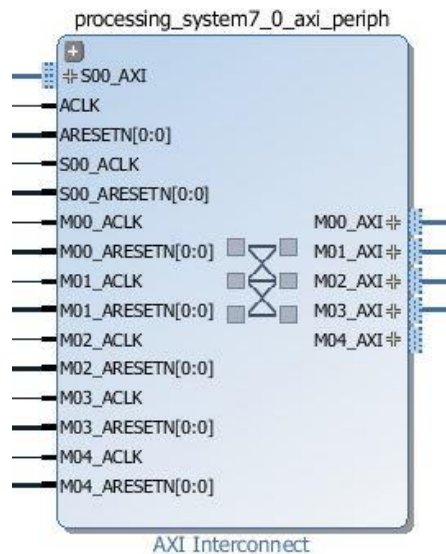 processing_system7_0_axi_periph
S00_AXI
ACLK
ARESETN[0:0]
S00_ACLK
S00_ARESETN[0:0]
M00_ACLK
M00_ARESETN[0:0]
M01_ACLK
M01_ARESETN[0:0]
M02_ACLK
M02_ARESETN[0:0]
M03_ACLK
M03_ARESETN[0:0]
M04_ACLK
M04_ARESETN[0:0]
M00_AXI
M01_AXI
M02_AXI
M03_AXI
M04_AXI
AXI Interconnect